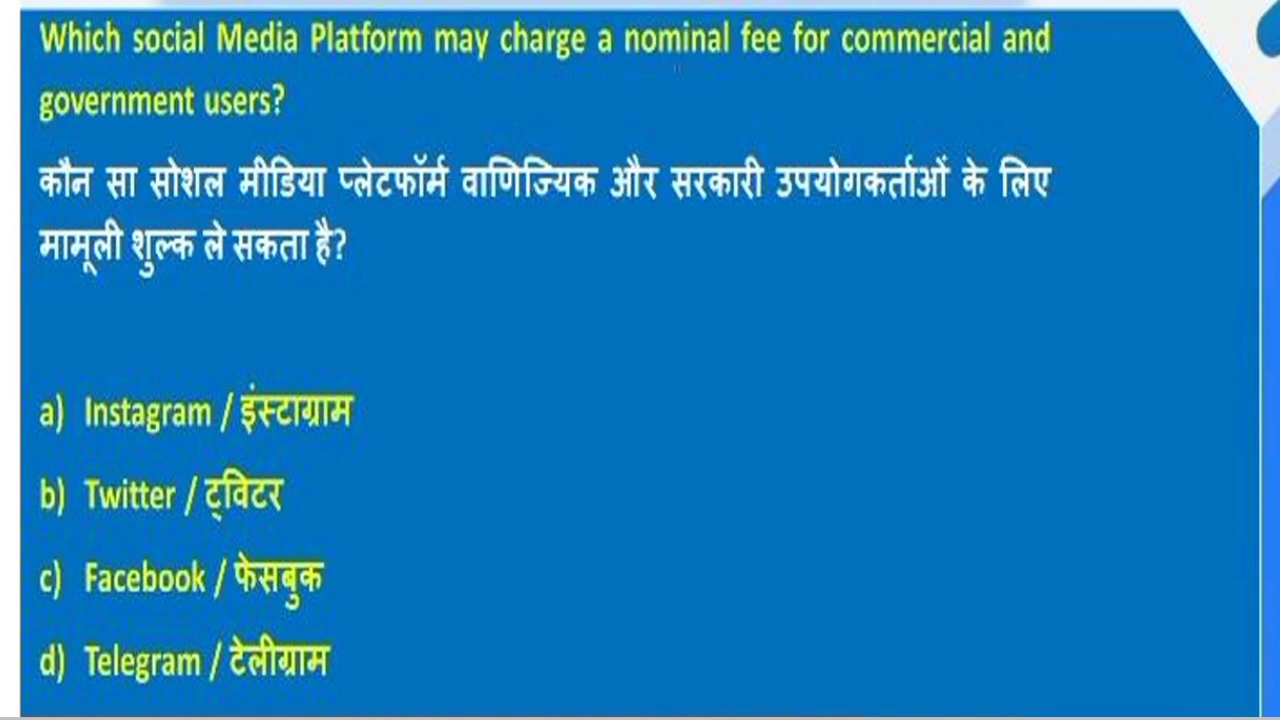 Which social Media Platform may charge a nominal fee for commercial and
government users?
कौन सा सोशल मीडिया प्लेटफॉर्म वाणिज्यिक और सरकारी उपयोगकर्ताओं के लिए
मामूली शुल्क ले सकता है?
a) Instagram / इंस्टाग्राम
b) Twitter / ट्विटर
c) Facebook / फेसबुक
d) Telegram / टेलीग्राम